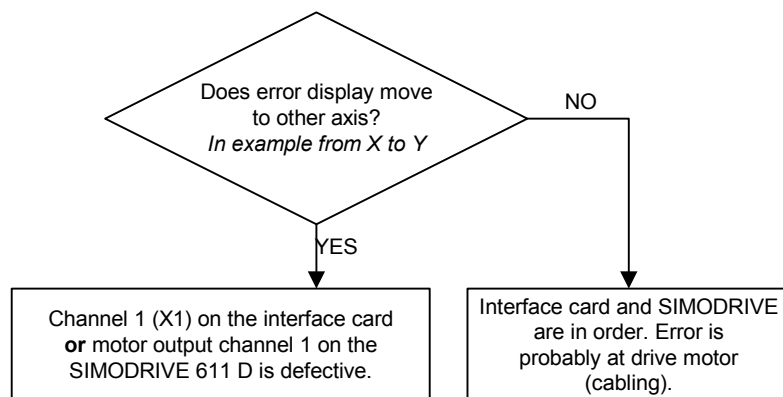 Does error display move
to other axis?
In example from X to Y
NO
YES
Channel 1 (X1) on the interface card
or motor output channel 1 on the
SIMODRIVE 611 D is defective.
Interface card and SIMODRIVE
are in order. Error is
probably at drive motor
(cabling).